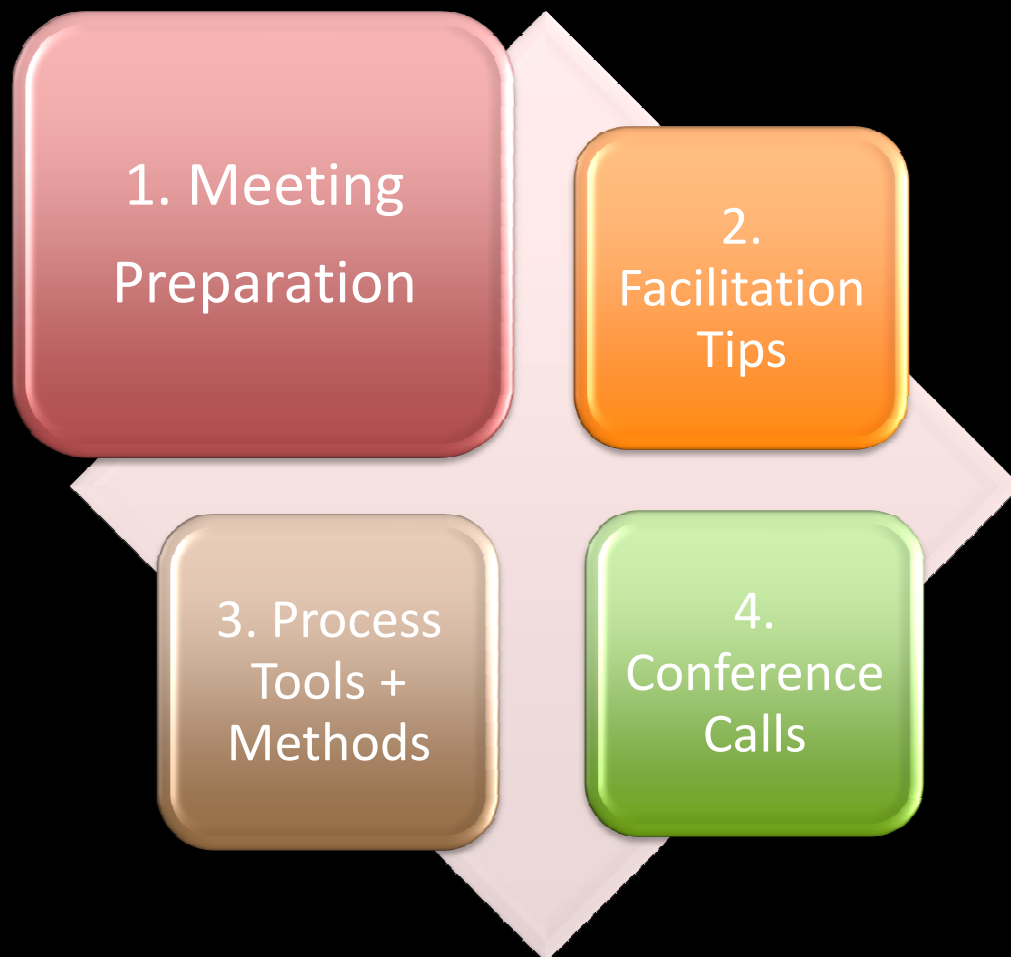 1. Meeting
Preparation
2.
Facilitation
Tips
3. Process
Tools +
Methods
4.
Conference
Calls